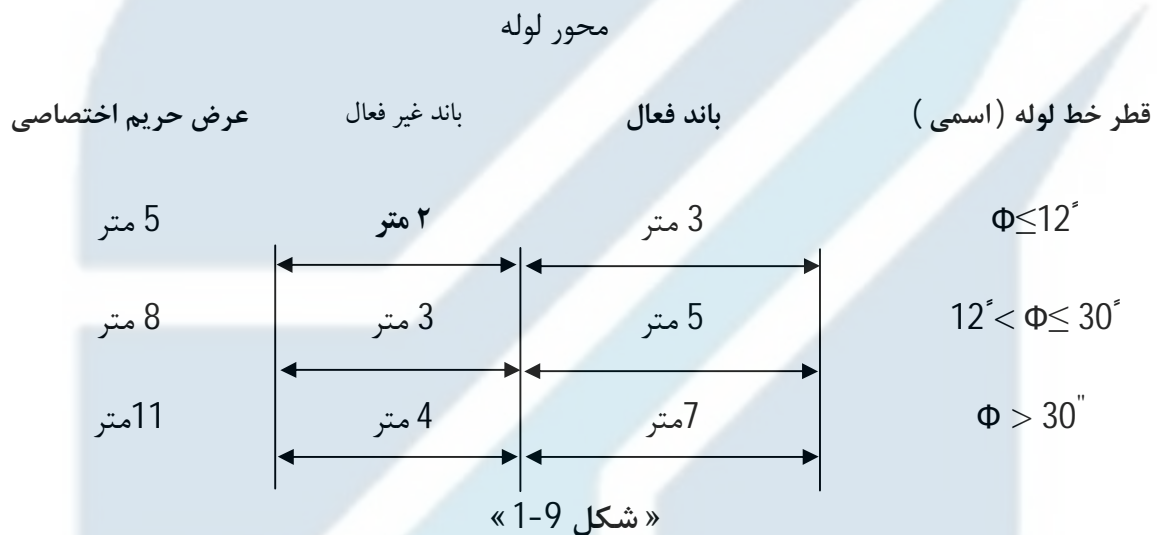 محور لوله
قطر خط لوله (اسمی) باند فعال باند غیر فعال عرض حریم اختصاصی
Φ≤12ً 3 متر ۲ متر 5 متر
12ً< Φ≤ 30ً 5 متر 3 متر 8 متر
Φ > 30" 7متر 4 متر 11متر
« شکل 9-1 »